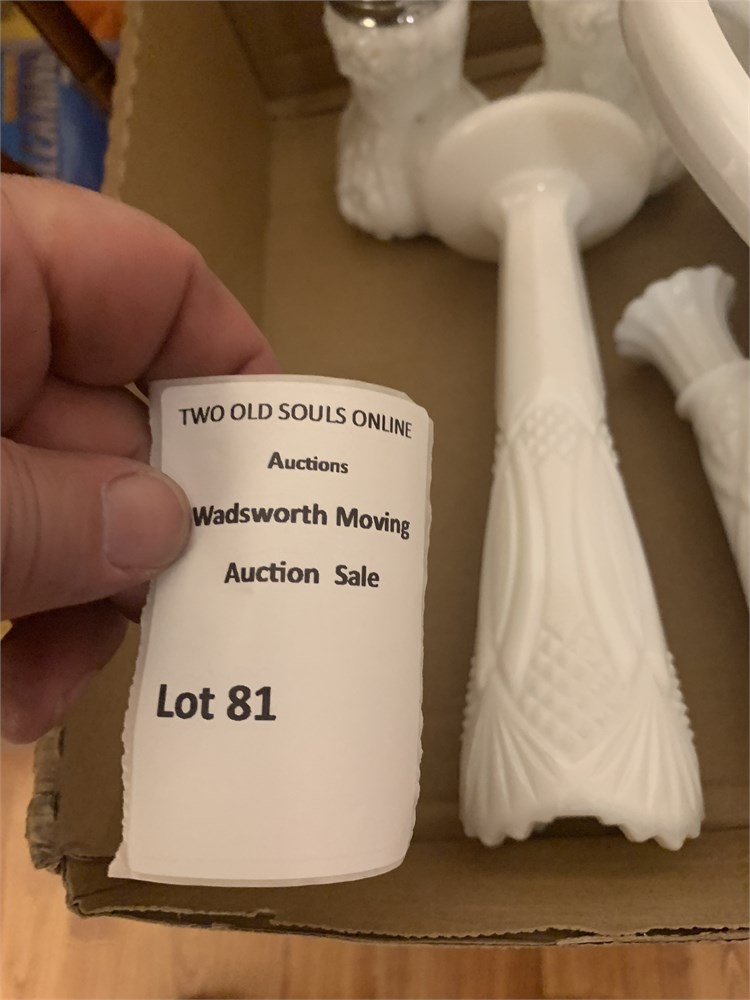 TWO OLD SOULS ONLINE
Auctions
Wadsworth Moving
Auction Sale
Lot 81